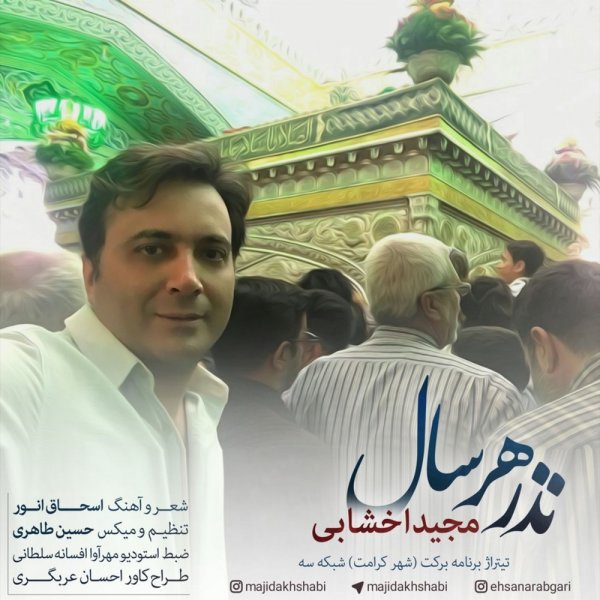 نذر هر سال
مجید اخشابی
تیتراژ برنامه برکت (شهر کرامت) شبکه سه
شعر و آهنگ اسحاق انور
تنظیم و میکس حسین طاهری
ضبط استودیو مهرآوا افسانه سلطانی
طراح کاور احسان عربگری
majidakhshabi
majidakhshabi
ehsanarabgari